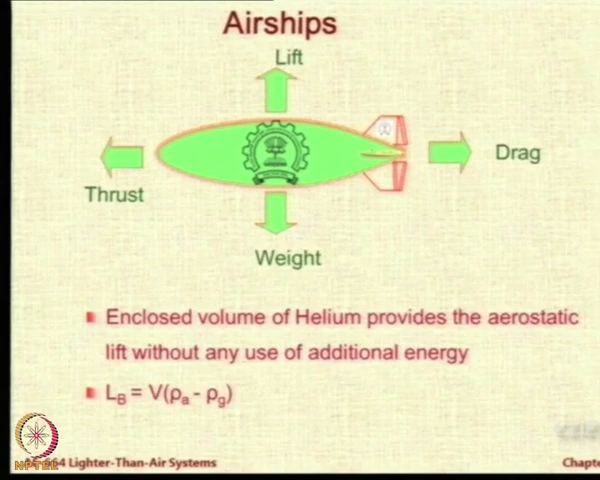 Airships
Lift
Drag
Thrust
Weight
Enclosed volume of Helium provides the aerostatic
lift without any use of additional energy
L_B = V(ρ_a - ρ_g)
NPTEL
664 Lighter-Than-Air Systems